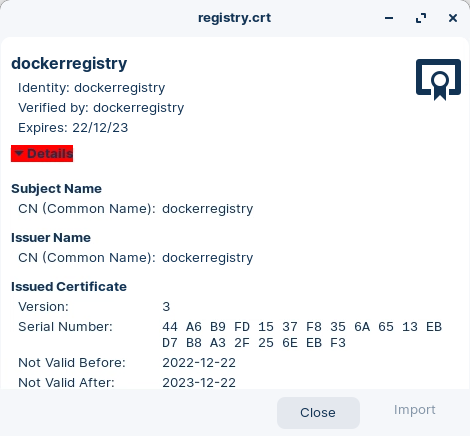 registry.crt
dockerregistry
Identity: dockerregistry
Verified by: dockerregistry
Expires: 22/12/23
Details
Subject Name
CN (Common Name): dockerregistry
Issuer Name
CN (Common Name): dockerregistry
Issued Certificate
Version: 3
Serial Number: 44 A6 B9 FD 15 37 F8 35 6A 65 13 EB
D7 B8 A3 2F 25 6E EB F3
Not Valid Before: 2022-12-22
Not Valid After: 2023-12-22
Close Import